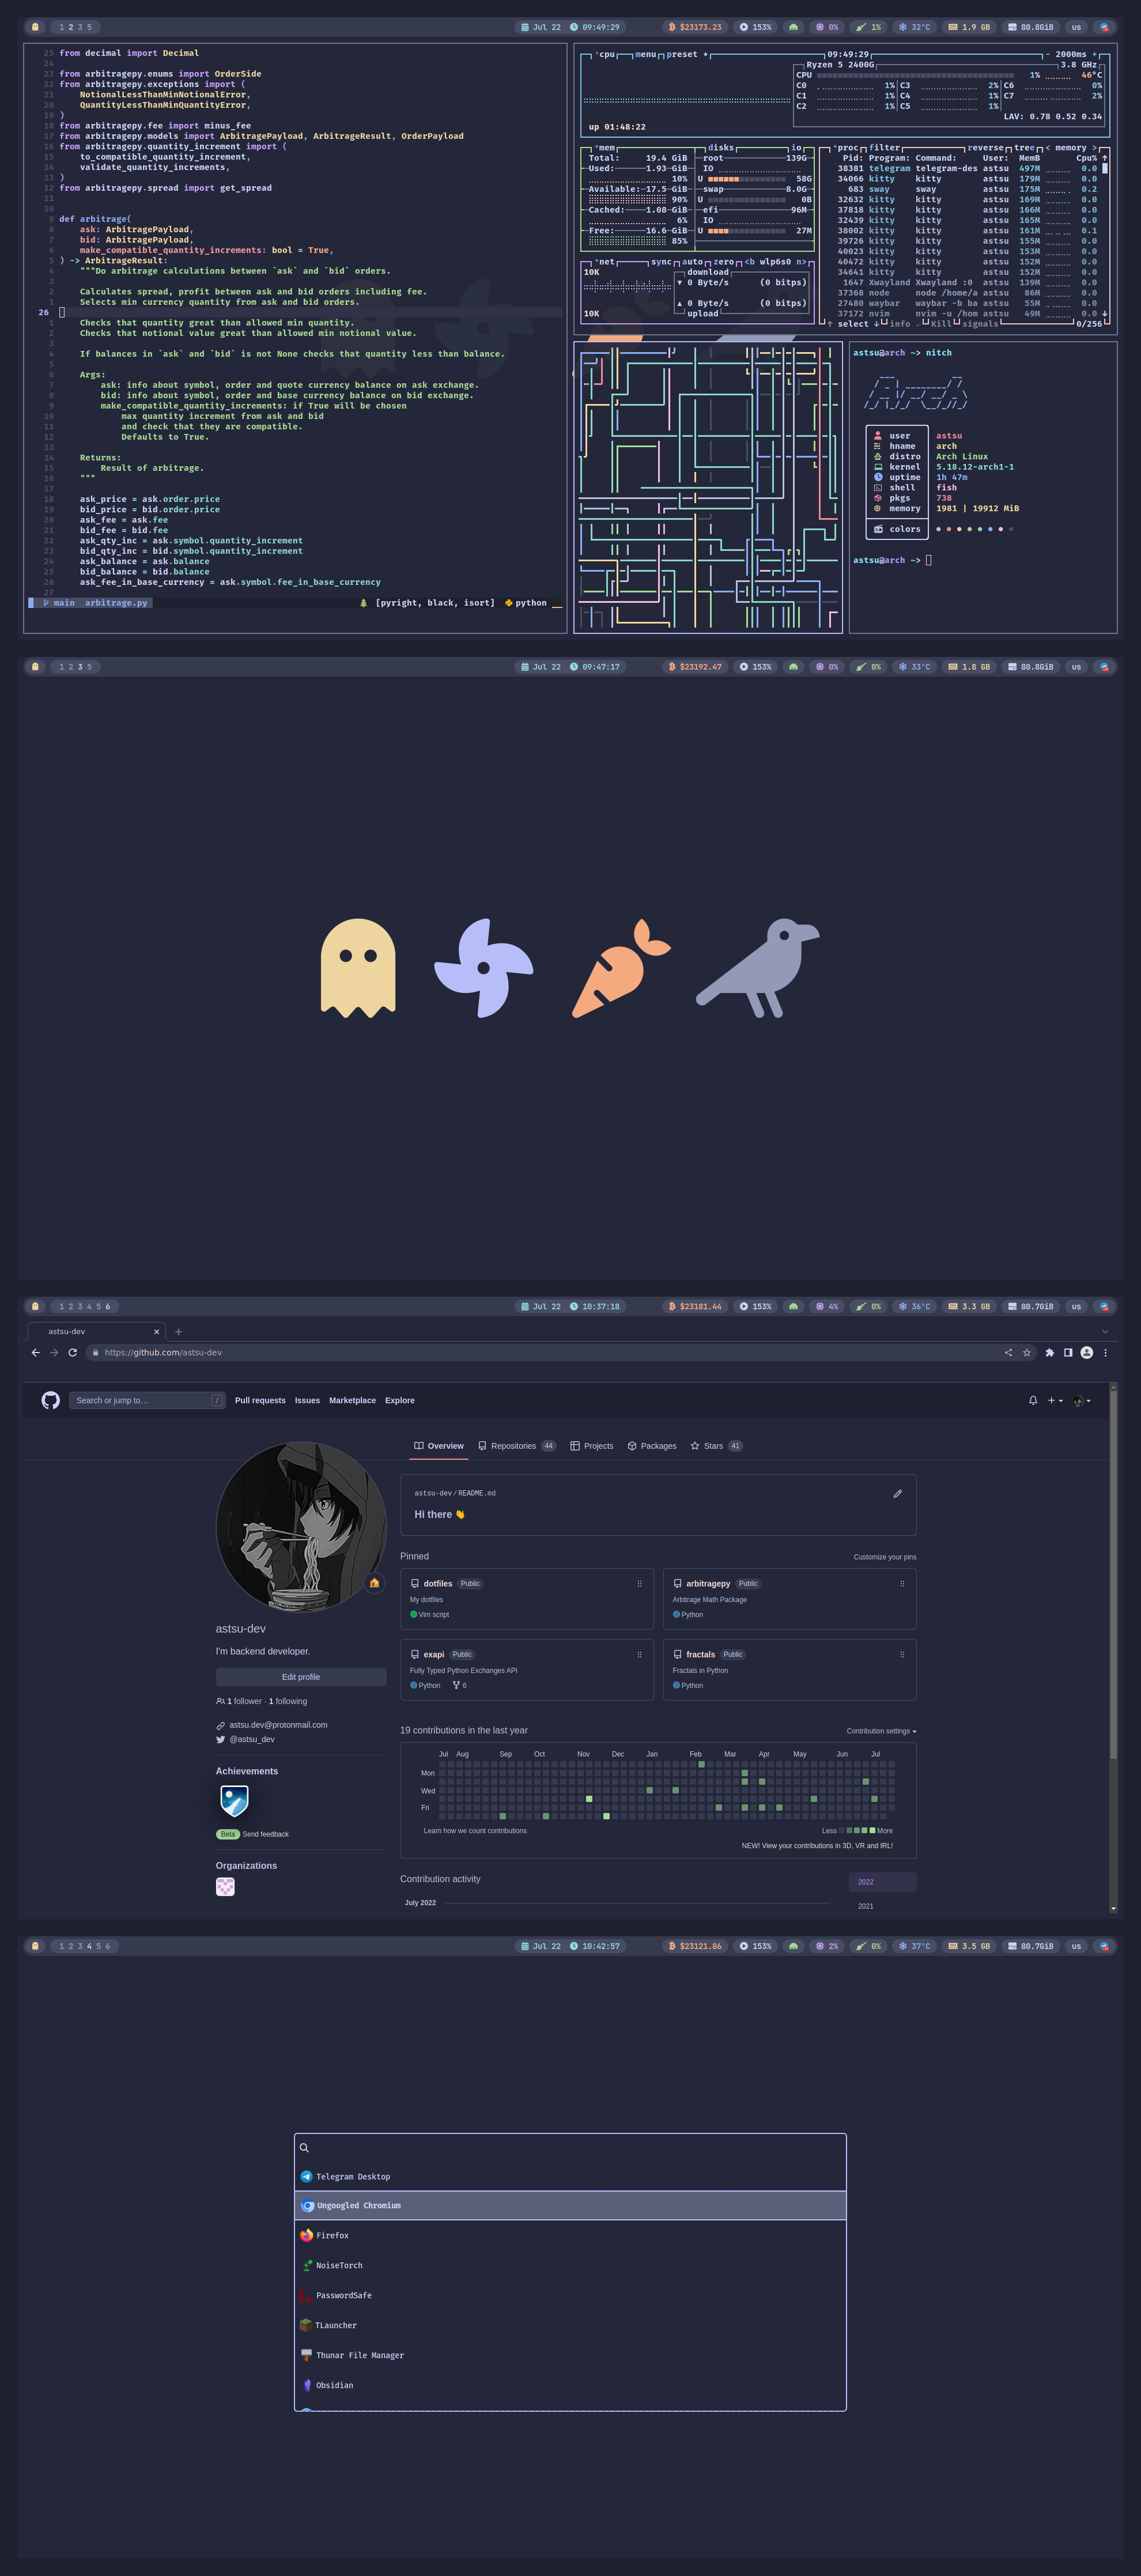 1 2 3 5
Jul 22 09:49:29
$23173.23 153% 0% 1% 32°C 1.9 GB 80.8GiB us
25 from decimal import Decimal
24
23 from arbitragepy.enums import OrderSide
22 from arbitragepy.exceptions import (
21 NotionalLessThanMinNotionalError,
20 QuantityLessThanMinQuantityError,
19 )
18 from arbitragepy.fee import minus_fee
17 from arbitragepy.models import ArbitragePayload, ArbitrageResult, OrderPayload
16 from arbitragepy.quantity_increment import (
15 to_compatible_quantity_increment,
14 validate_quantity_increments,
13 )
12 from arbitragepy.spread import get_spread
11
10
9 def arbitrage(
8 ask: ArbitragePayload,
7 bid: ArbitragePayload,
6 make_compatible_quantity_increments: bool = True,
5 ) -> ArbitrageResult:
4 """Do arbitrage calculations between `ask` and `bid` orders.
3
2 Calculates spread, profit between ask and bid orders including fee.
1 Selects min currency quantity from ask and bid orders.
26
1 Checks that quantity great than allowed min quantity.
2 Checks that notional value great than allowed min notional value.
3
4 If balances in `ask` and `bid` is not None checks that quantity less than balance.
5
6 Args:
7 ask: info about symbol, order and quote currency balance on ask exchange.
8 bid: info about symbol, order and base currency balance on bid exchange.
9 make_compatible_quantity_increments: if True will be chosen
10 max quantity increment from ask and bid
11 and check that they are compatible.
12 Defaults to True.
13
14 Returns:
15 Result of arbitrage.
16 """
17
18 ask_price = ask.order.price
19 bid_price = bid.order.price
20 ask_fee = ask.fee
21 bid_fee = bid.fee
22 ask_qty_inc = ask.symbol.quantity_increment
23 bid_qty_inc = bid.symbol.quantity_increment
24 ask_balance = ask.balance
25 bid_balance = bid.balance
26 ask_fee_in_base_currency = ask.symbol.fee_in_base_currency
27
main arbitrage.py [pyright, black, isort] python
¹cpu menu preset * 09:49:29 - 2000ms +
Ryzen 5 2400G 3.8 GHz
CPU 1% 46°C
C0 1% C3 2% C6 0%
C1 1% C4 1% C7 2%
C2 1% C5 1%
LAV: 0.78 0.52 0.34
up 01:48:22
²mem disks io
Total: 19.4 GiB
Used: 1.93 GiB
10%
Available: 17.5 GiB
90%
Cached: 1.08 GiB
6%
Free: 16.6 GiB
85%
root 139G
IO
U 58G
swap 8.0G
U 0B
efi 96M
IO
U 27M
³net sync auto zero <b wlp6s0 n>
10K download
▼ 0 Byte/s (0 bitps)
▲ 0 Byte/s (0 bitps)
10K upload
⁴proc filter reverse tree < memory >
Pid: Program: Command: User: MemB Cpu% ↑
38381 telegram telegram-des astsu 497M 0.0
34066 kitty kitty astsu 179M 0.0
683 sway sway astsu 175M 0.2
32632 kitty kitty astsu 169M 0.0
37818 kitty kitty astsu 166M 0.0
32439 kitty kitty astsu 165M 0.0
38002 kitty kitty astsu 161M 0.1
39726 kitty kitty astsu 155M 0.0
40023 kitty kitty astsu 153M 0.0
40472 kitty kitty astsu 152M 0.0
34641 kitty kitty astsu 152M 0.0
1647 Xwayland Xwayland :0 astsu 139M 0.0
37368 node node /home/a astsu 86M 0.0
27480 waybar waybar -b ba astsu 55M 0.0
37172 nvim nvim -u /hom astsu 49M 0.0 ↓
↑ select ↓ info Kill signals 0/256
astsu@arch ~> nitch
user astsu
hname arch
distro Arch Linux
kernel 5.18.12-arch1-1
uptime 1h 47m
shell fish
pkgs 738
memory 1981 | 19912 MiB
colors
astsu@arch ~>
1 2 3 5
Jul 22 09:47:17
$23192.47 153% 0% 0% 33°C 1.8 GB 80.8GiB us
1 2 3 4 5 6
Jul 22 10:37:18
$23181.44 153% 4% 0% 36°C 3.3 GB 80.7GiB us
astsu-dev
https://github.com/astsu-dev
Search or jump to… / Pull requests Issues Marketplace Explore
Overview Repositories 44 Projects Packages Stars 41
astsu-dev/README.md
Hi there 👋
Pinned Customize your pins
dotfiles Public
My dotfiles
Vim script
arbitragepy Public
Arbitrage Math Package
Python
exapi Public
Fully Typed Python Exchanges API
Python 6
fractals Public
Fractals in Python
Python
astsu-dev
I'm backend developer.
Edit profile
1 follower · 1 following
astsu.dev@protonmail.com
@astsu_dev
Achievements
Beta Send feedback
Organizations
19 contributions in the last year Contribution settings
Jul Aug Sep Oct Nov Dec Jan Feb Mar Apr May Jun Jul
Mon
Wed
Fri
Learn how we count contributions Less More
NEW! View your contributions in 3D, VR and IRL!
Contribution activity
2022
July 2022
2021
1 2 3 4 5 6
Jul 22 10:42:57
$23121.86 153% 2% 0% 37°C 3.5 GB 80.7GiB us
Telegram Desktop
Ungoogled Chromium
Firefox
NoiseTorch
PasswordSafe
TLauncher
Thunar File Manager
Obsidian